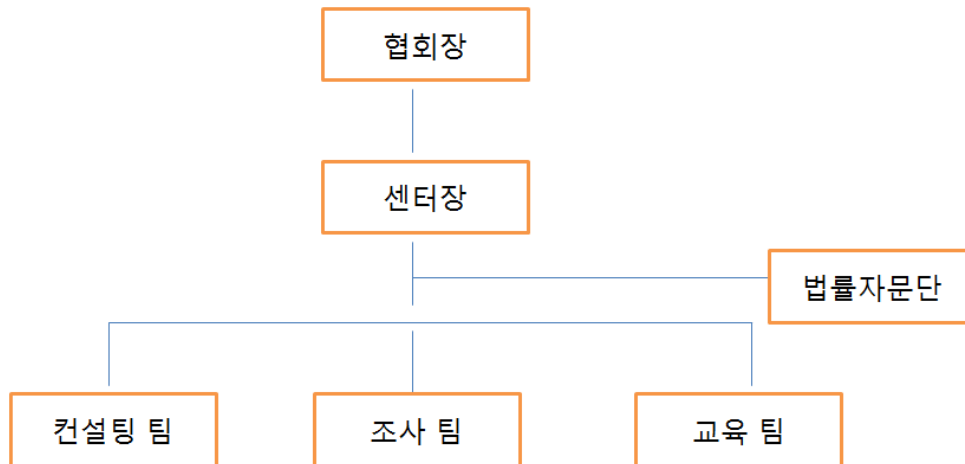 협회장
센터장
법률자문단
컨설팅 팀
조사 팀
교육 팀